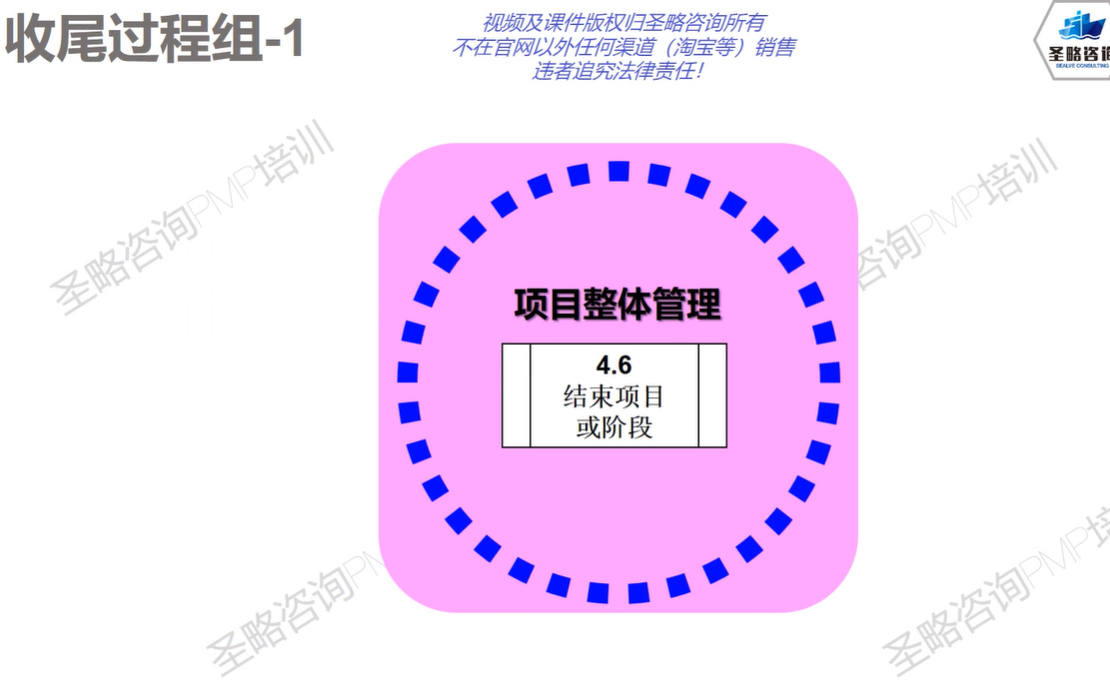 收尾过程组-1
视频及课件版权归圣略咨询所有
不在官网以外任何渠道（淘宝等）销售
违者追究法律责任！
圣略咨询
BEALVE CONSULTING
圣略咨询PMP培训
咨询PMP培训
项目整体管理
4.6
结束项目
或阶段
圣略咨询PM
圣略咨询PMP培